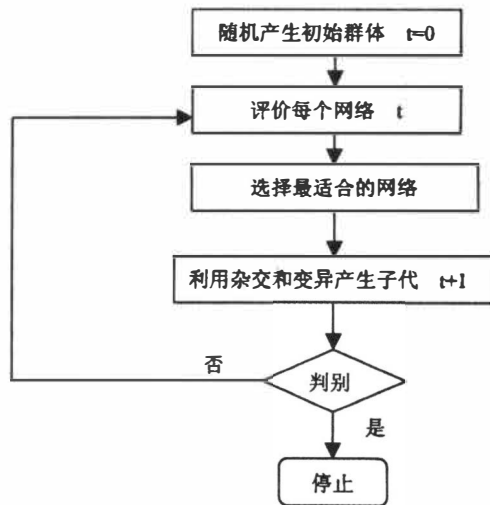 随机产生初始群体 t=0
评价每个网络 t
选择最适合的网络
利用杂交和变异产生子代 t+1
否
判别
是
停止